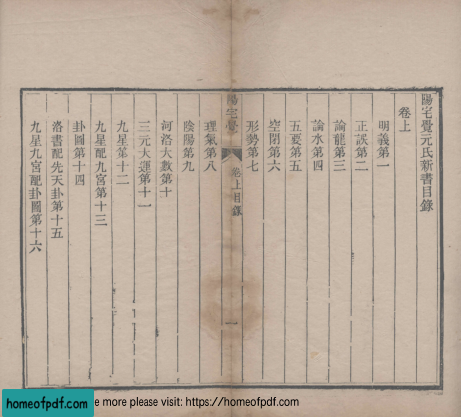 陽宅覺元氏新書目錄
卷上
明義第一
正誤第二
論龍第三
論水第四
五要第五
空閉第六
形勢第七
陽宅覺
卷上目錄
一
理氣第八
陰陽第九
河洛大數第十
三元大運第十一
九星第十二
九星配九宮第十三
卦圖第十四
洛書配先天卦第十五
九星九宮配卦圖第十六
homeofpdf.com
e more please visit: https://homeofpdf.com